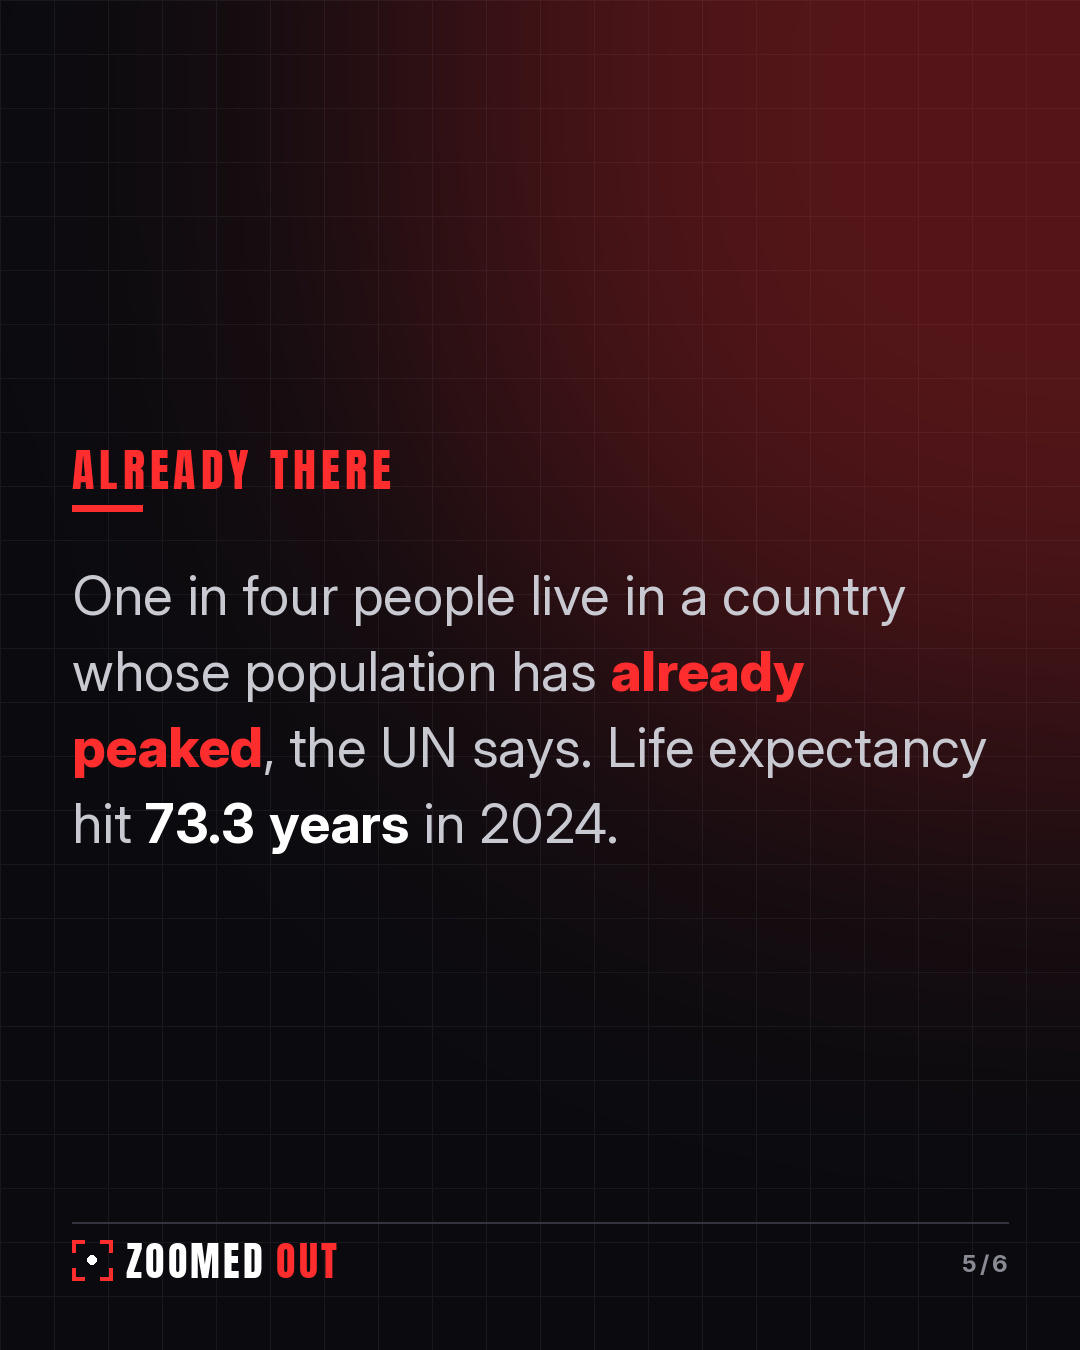 ALREADY THERE
One in four people live in a country
whose population has already
peaked, the UN says. Life expectancy
hit 73.3 years in 2024.
ZOOMED OUT
5/6